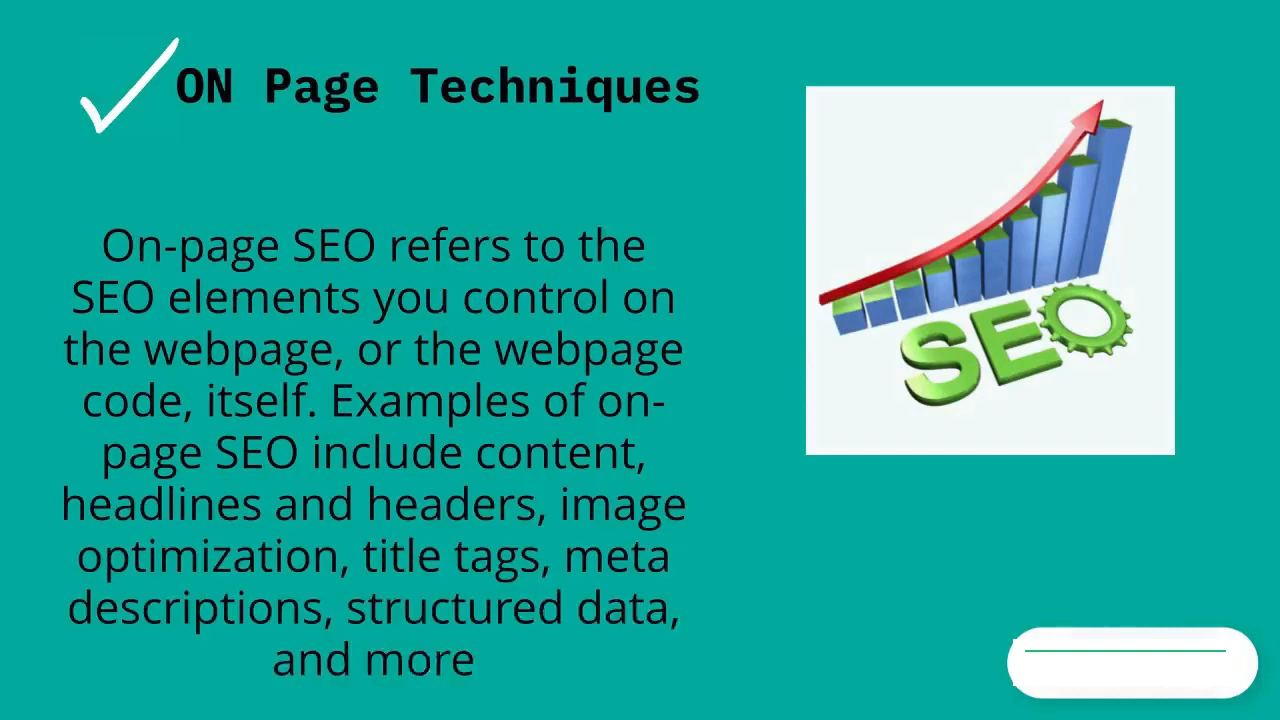 ON Page Techniques
On-page SEO refers to the
SEO elements you control on
the webpage, or the webpage
code, itself. Examples of on-
page SEO include content,
headlines and headers, image
optimization, title tags, meta
descriptions, structured data,
and more
SEO